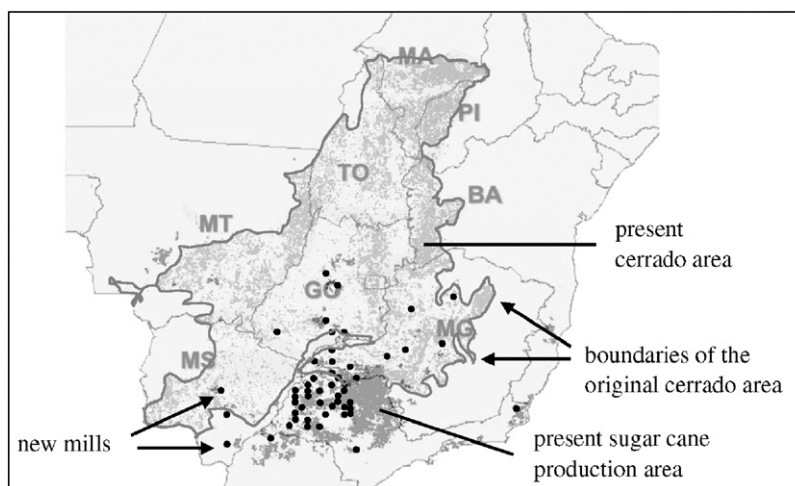 MA
PI
TO
BA
MT
present
cerrado area
GO
MG
MS
boundaries of the
original cerrado area
new mills
present sugar cane
production area